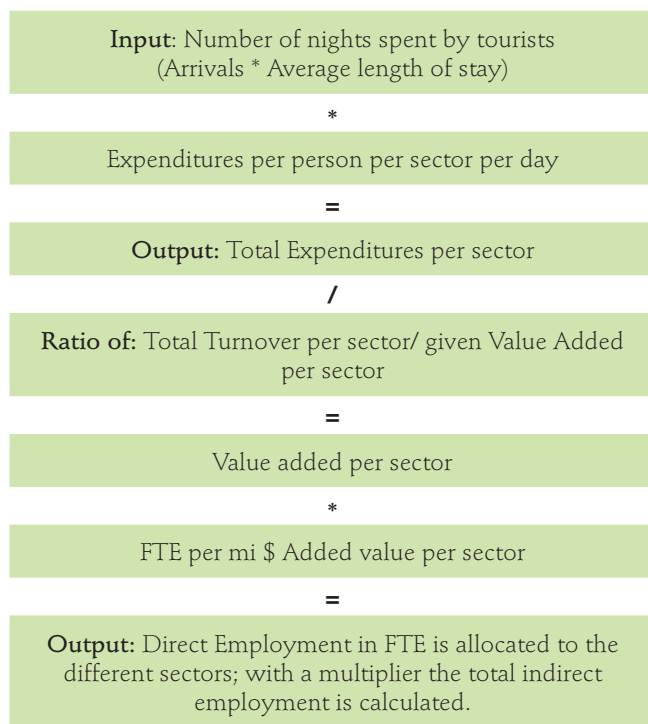 Input: Number of nights spent by tourists
(Arrivals * Average length of stay)
*
Expenditures per person per sector per day
=
Output: Total Expenditures per sector
/
Ratio of: Total Turnover per sector/ given Value Added
per sector
=
Value added per sector
*
FTE per mi $ Added value per sector
=
Output: Direct Employment in FTE is allocated to the
different sectors; with a multiplier the total indirect
employment is calculated.